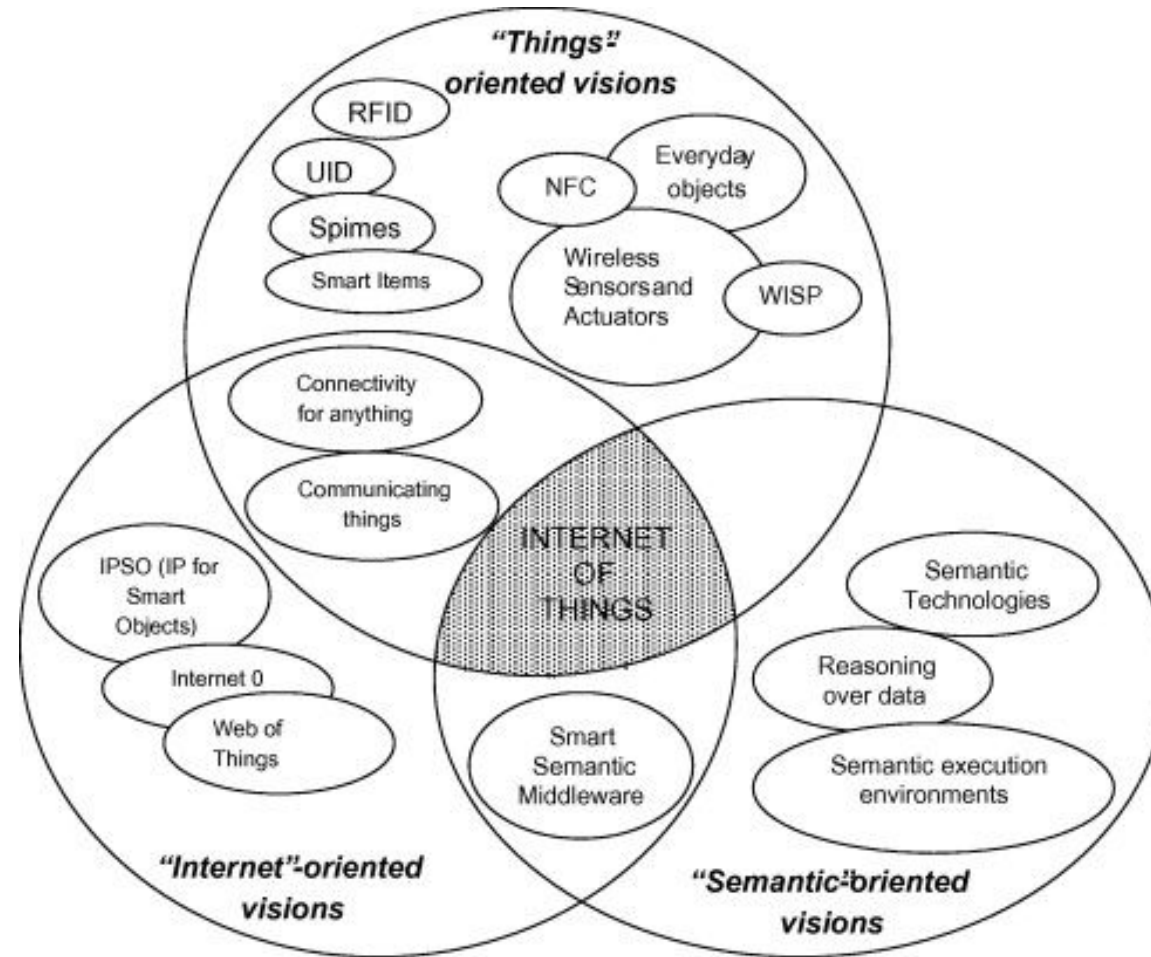 “Things”-
oriented visions
RFID
UID
Spimes
Smart Items
NFC
Everyday
objects
Wireless
Sensors and
Actuators
WISP
Connectivity
for anything
Communicating
things
INTERNET
OF
THINGS
IPSO (IP for
Smart
Objects)
Internet 0
Web of
Things
Semantic
Technologies
Reasoning
over data
Semantic execution
environments
Smart
Semantic
Middleware
“Internet”-oriented
visions
“Semantic”-oriented
visions